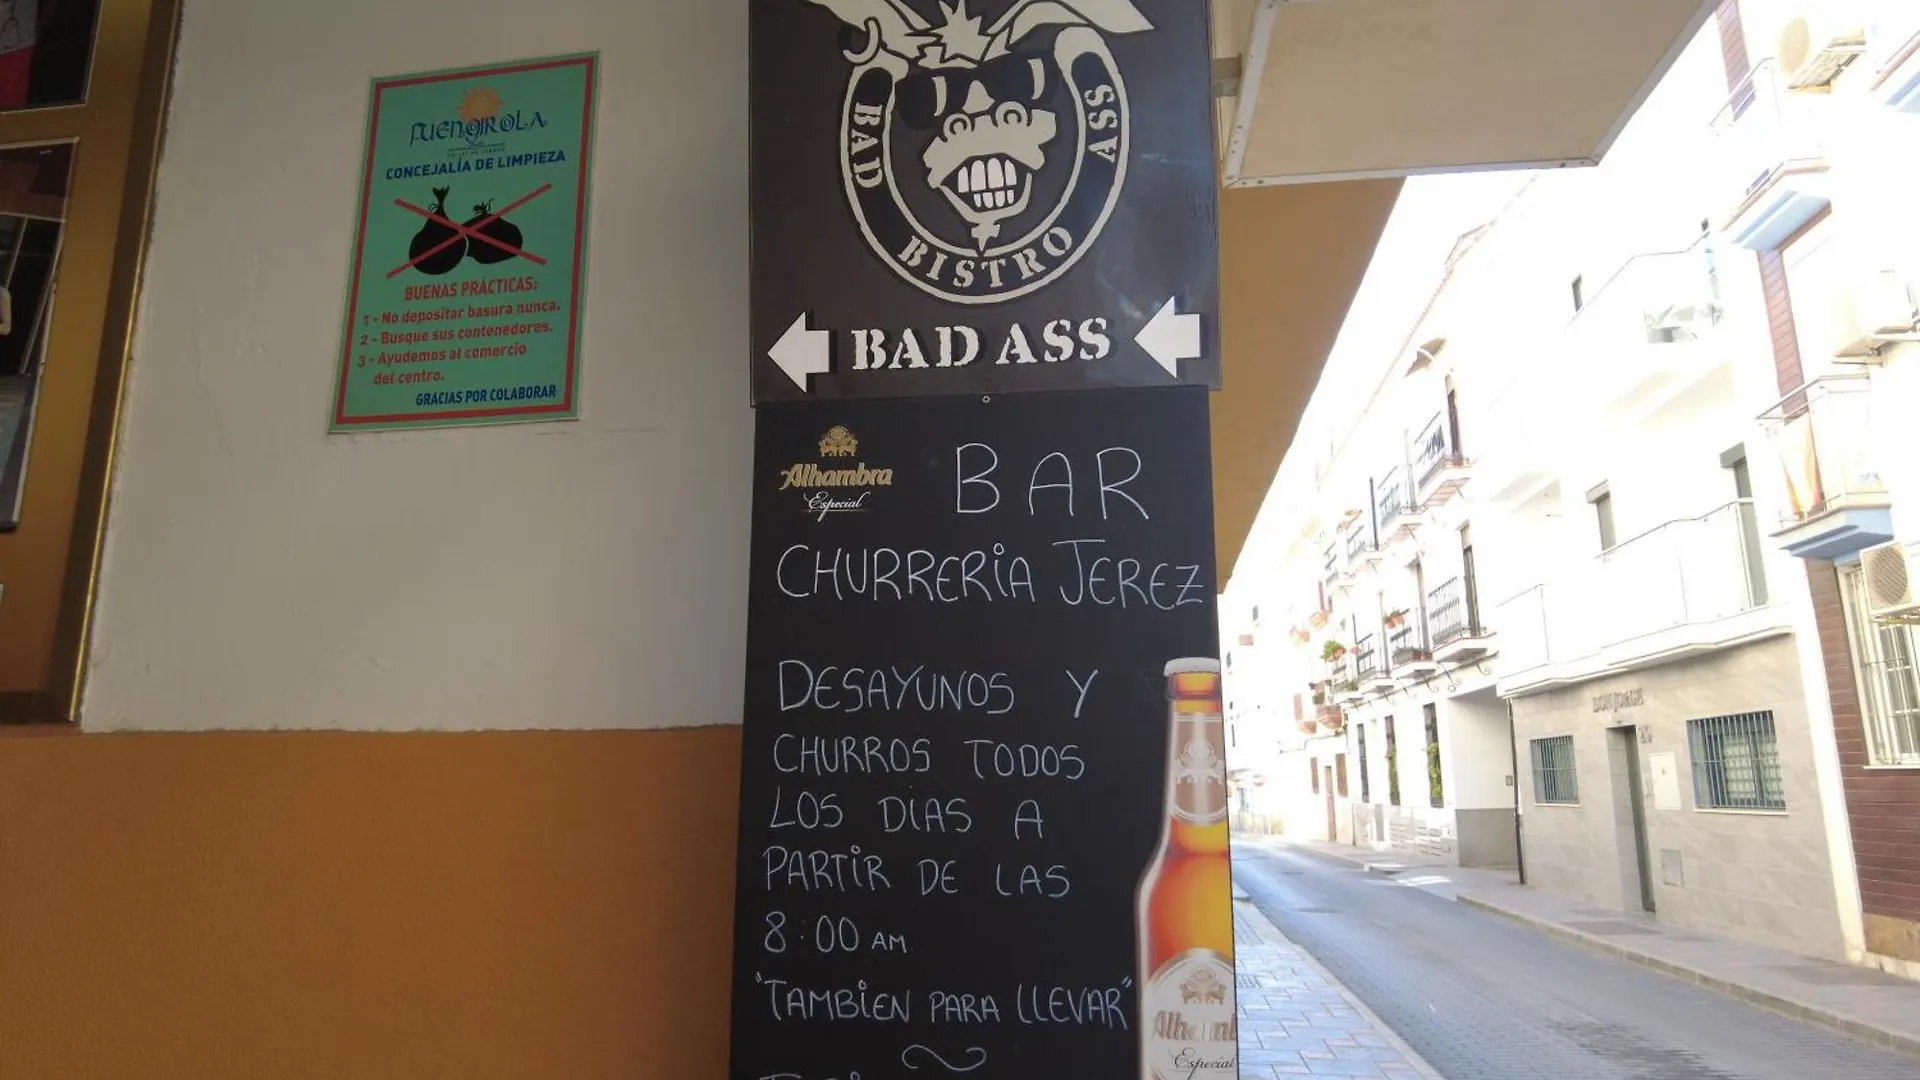 FUENGIROLA
CONCEJALÍA DE LIMPIEZA
BUENAS PRÁCTICAS:
1 - No depositar basura nunca.
2 - Busque sus contenedores.
3 - Ayudemos al comercio
del centro.
GRACIAS POR COLABORAR
BAD ASS
BISTRO
BAD ASS
Alhambra
Especial
BAR
CHURRERIA JEREZ
DESAYUNOS Y
CHURROS TODOS
LOS DIAS A
PARTIR DE LAS
8:00 AM.
"TAMBIEN PARA LLEVAR"
Especial